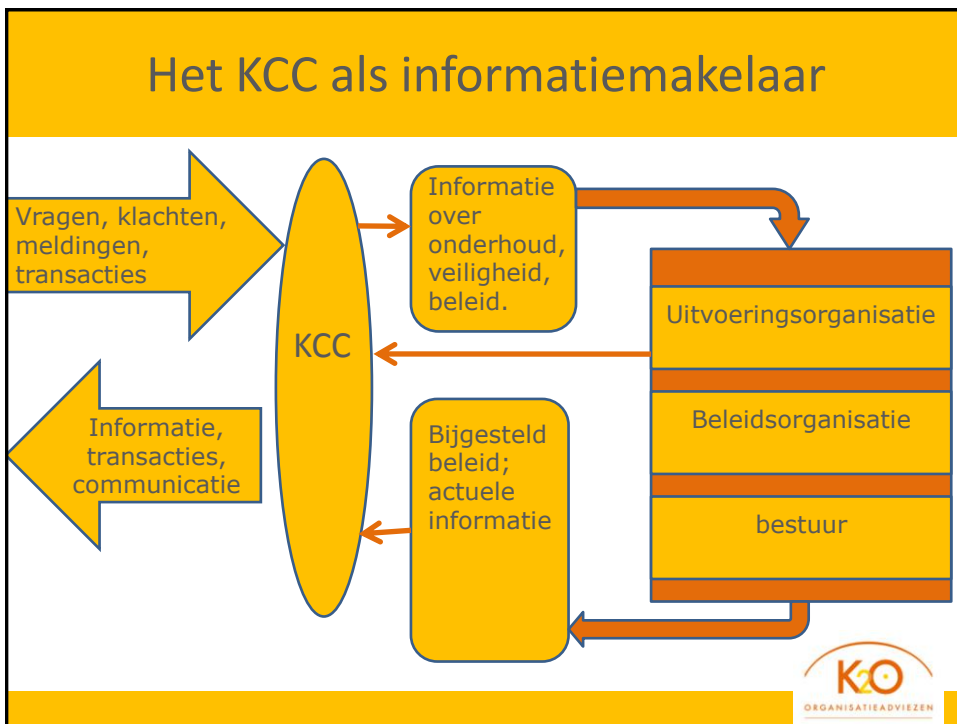 Het KCC als informatiemakelaar
Vragen, klachten,
meldingen,
transacties
Informatie,
transacties,
communicatie
KCC
Informatie
over
onderhoud,
veiligheid,
beleid.
Bijgesteld
beleid;
actuele
informatie
Uitvoeringsorganisatie
Beleidsorganisatie
bestuur
K2O
ORGANISATIEADVIEZEN